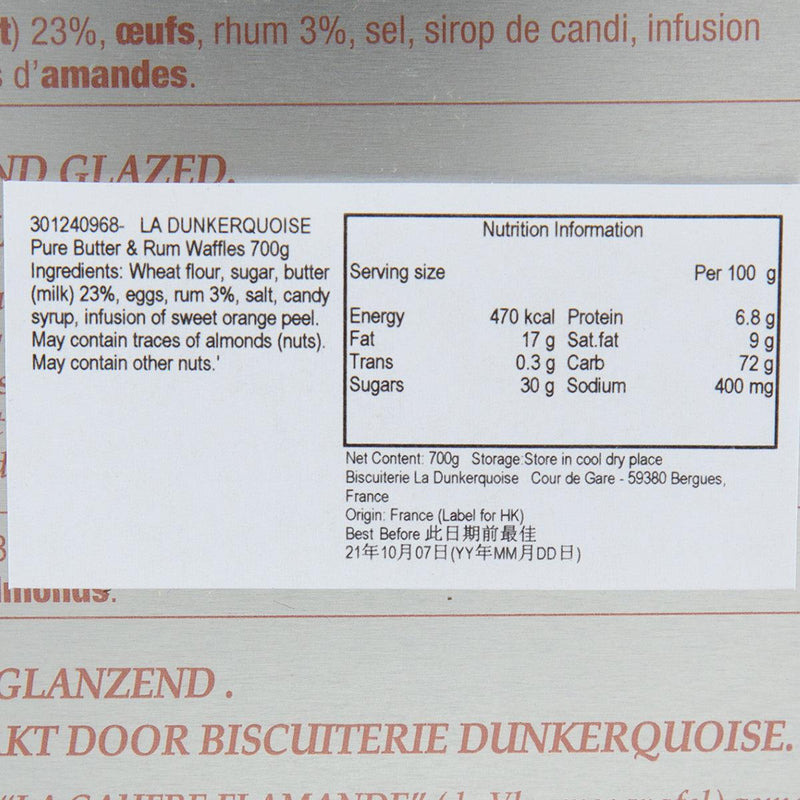 t) 23%, œufs, rhum 3%, sel, sirop de candi, infusion
s d'amandes.
ND GLAZED.
301240968- LA DUNKERQUOISE
Pure Butter & Rum Waffles 700g
Ingredients: Wheat flour, sugar, butter
(milk) 23%, eggs, rum 3%, salt, candy
syrup, infusion of sweet orange peel.
May contain traces of almonds (nuts).
May contain other nuts.'
Nutrition Information
Serving size Per 100 g
Energy 470 kcal Protein 6.8 g
Fat 17 g Sat.fat 9 g
Trans 0.3 g Carb 72 g
Sugars 30 g Sodium 400 mg
Net Content: 700g Storage:Store in cool dry place
Biscuiterie La Dunkerquoise Cour de Gare - 59380 Bergues,
France
Origin: France (Label for HK)
Best Before 此日期前最佳
21年10月07日(YY年MM月DD日)
GLANZEND .
AKT DOOR BISCUITERIE DUNKERQUOISE.
"LA GAUFRE FLAMANDE"